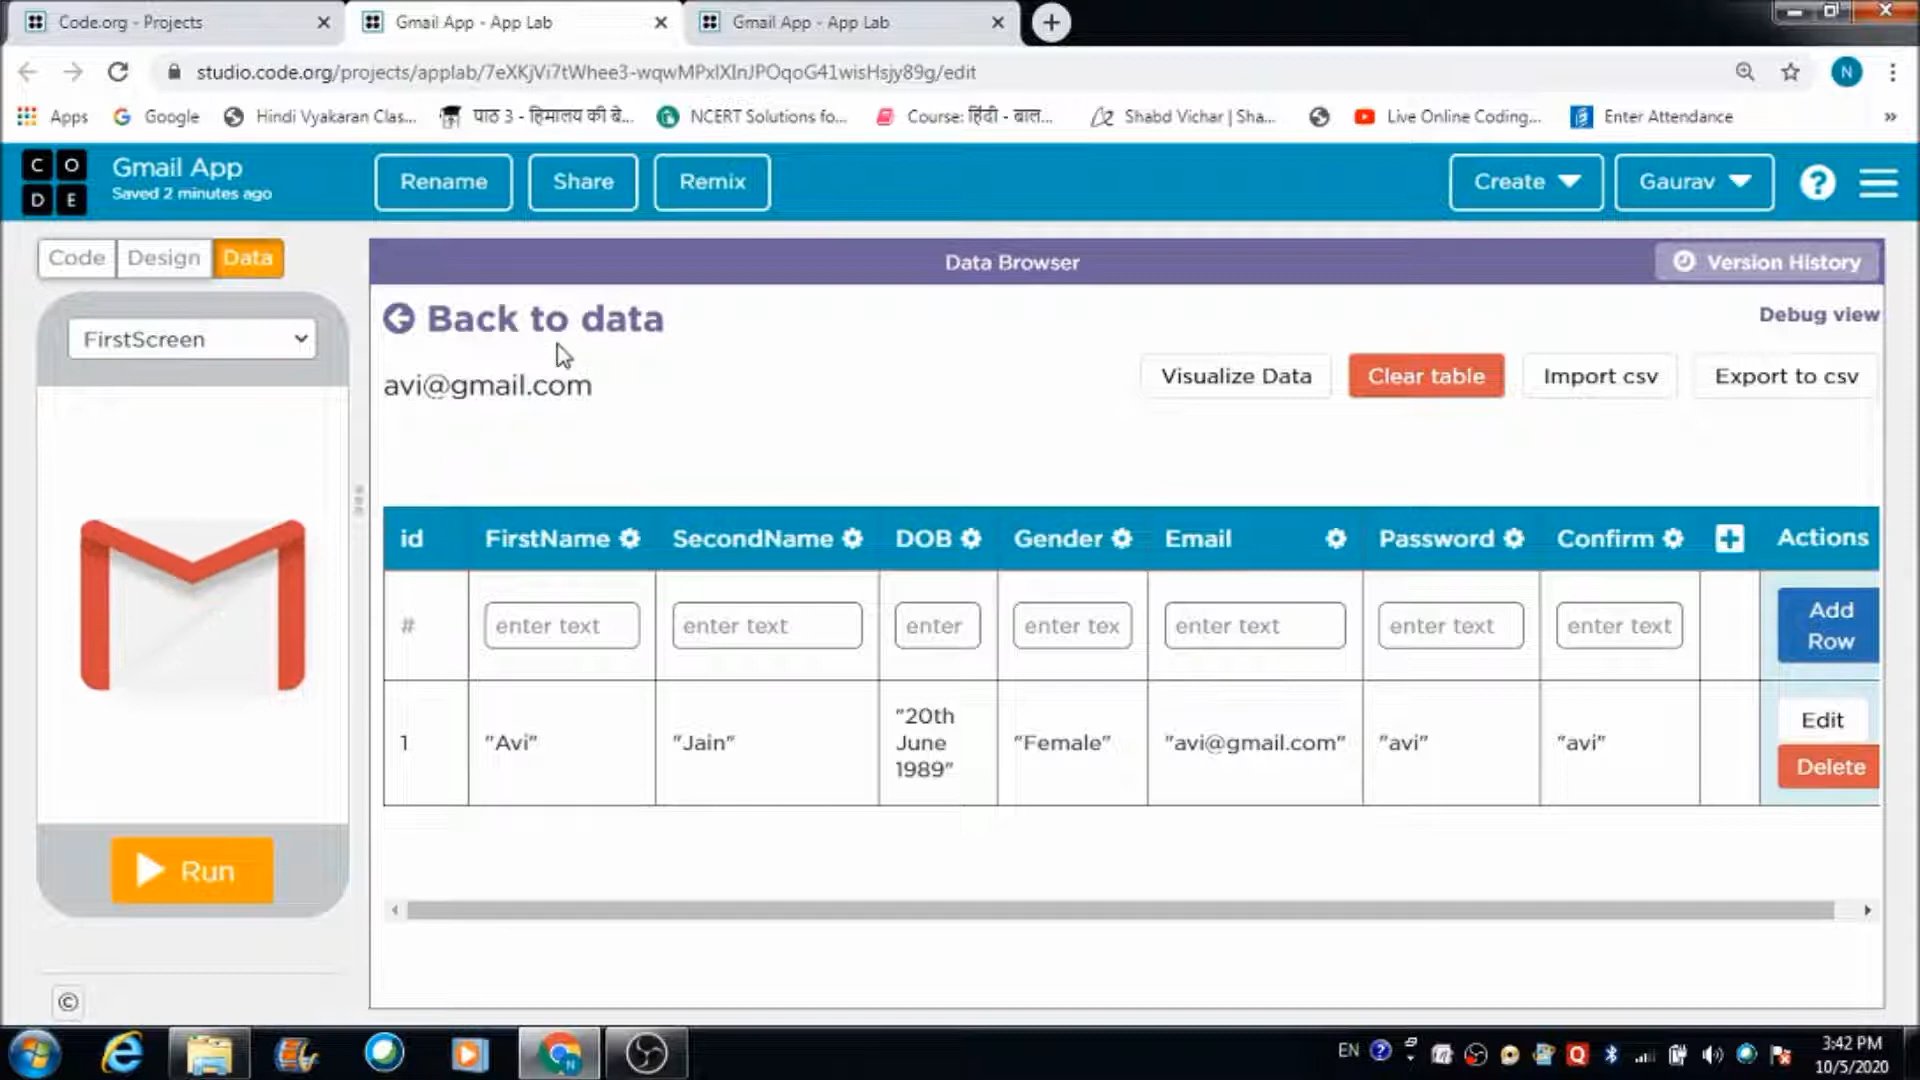 Code.org - Projects
Gmail App - App Lab
Gmail App - App Lab
studio.code.org/projects/applab/7eXKjVi7tWhee3-wqwMPxlXInJPOqoG41wisHsjy89g/edit
N
Apps
Google
Hindi Vyakaran Clas...
पाठ 3 - हिमालय की बे...
NCERT Solutions fo...
Course: हिंदी - बाल...
Shabd Vichar | Sha...
Live Online Coding...
Enter Attendance
»
C O
D E
Gmail App
Saved 2 minutes ago
Rename
Share
Remix
Create
Gaurav
?
Code
Design
Data
Data Browser
Version History
FirstScreen
Back to data
Debug view
avi@gmail.com
Visualize Data
Clear table
Import csv
Export to csv
id FirstName SecondName DOB Gender Email Password Confirm Actions
# enter text enter text enter enter tex enter text enter text enter text Add Row
1 "Avi" "Jain" "20th June 1989" "Female" "avi@gmail.com" "avi" "avi" Edit
Delete
Run
©
EN
3:42 PM
10/5/2020